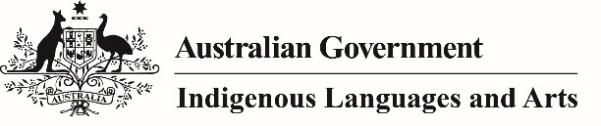 Australian Government
AUSTRALIA
Indigenous Languages and Arts